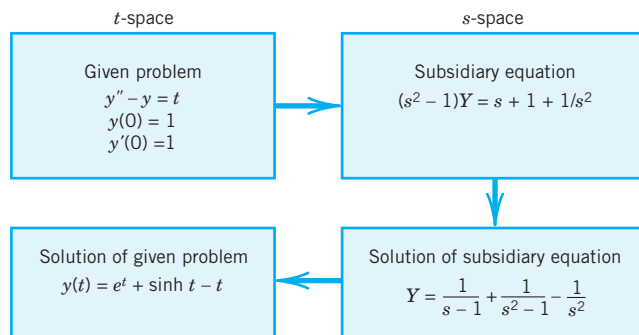 t-space
s-space
Given problem
y″ – y = t
y(0) = 1
y′(0) =1
Subsidiary equation
(s² – 1)Y = s + 1 + 1/s²
Solution of given problem
y(t) = eᵗ + sinh t – t
Solution of subsidiary equation
Y = 1/(s – 1) + 1/(s² – 1) – 1/s²